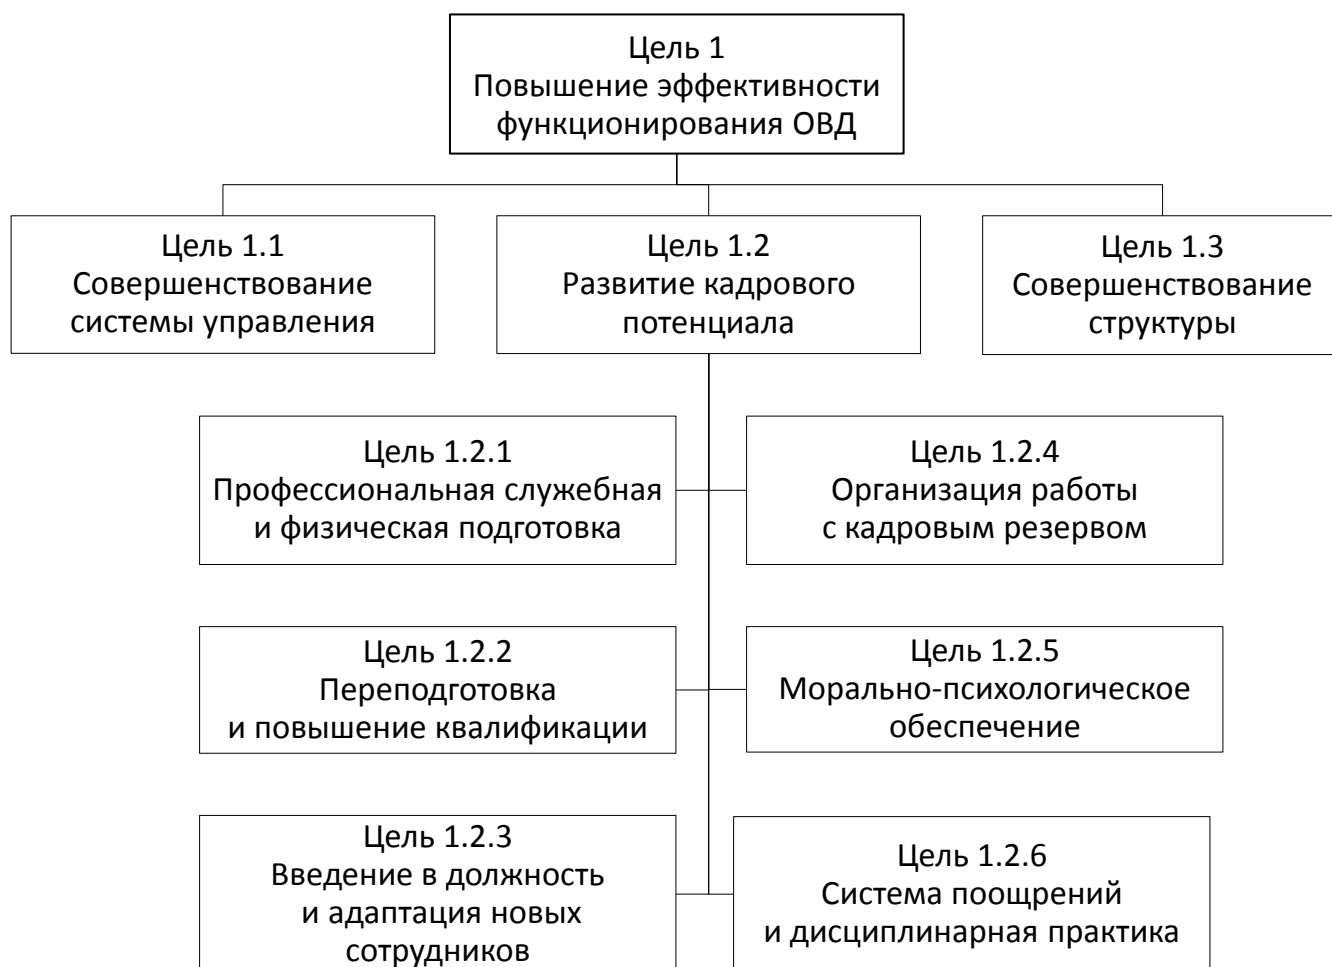 Цель 1
Повышение эффективности
функционирования ОВД
Цель 1.1
Совершенствование
системы управления
Цель 1.2
Развитие кадрового
потенциала
Цель 1.3
Совершенствование
структуры
Цель 1.2.1
Профессиональная служебная
и физическая подготовка
Цель 1.2.4
Организация работы
с кадровым резервом
Цель 1.2.2
Переподготовка
и повышение квалификации
Цель 1.2.5
Морально-психологическое
обеспечение
Цель 1.2.3
Введение в должность
и адаптация новых
сотрудников
Цель 1.2.6
Система поощрений
и дисциплинарная практика